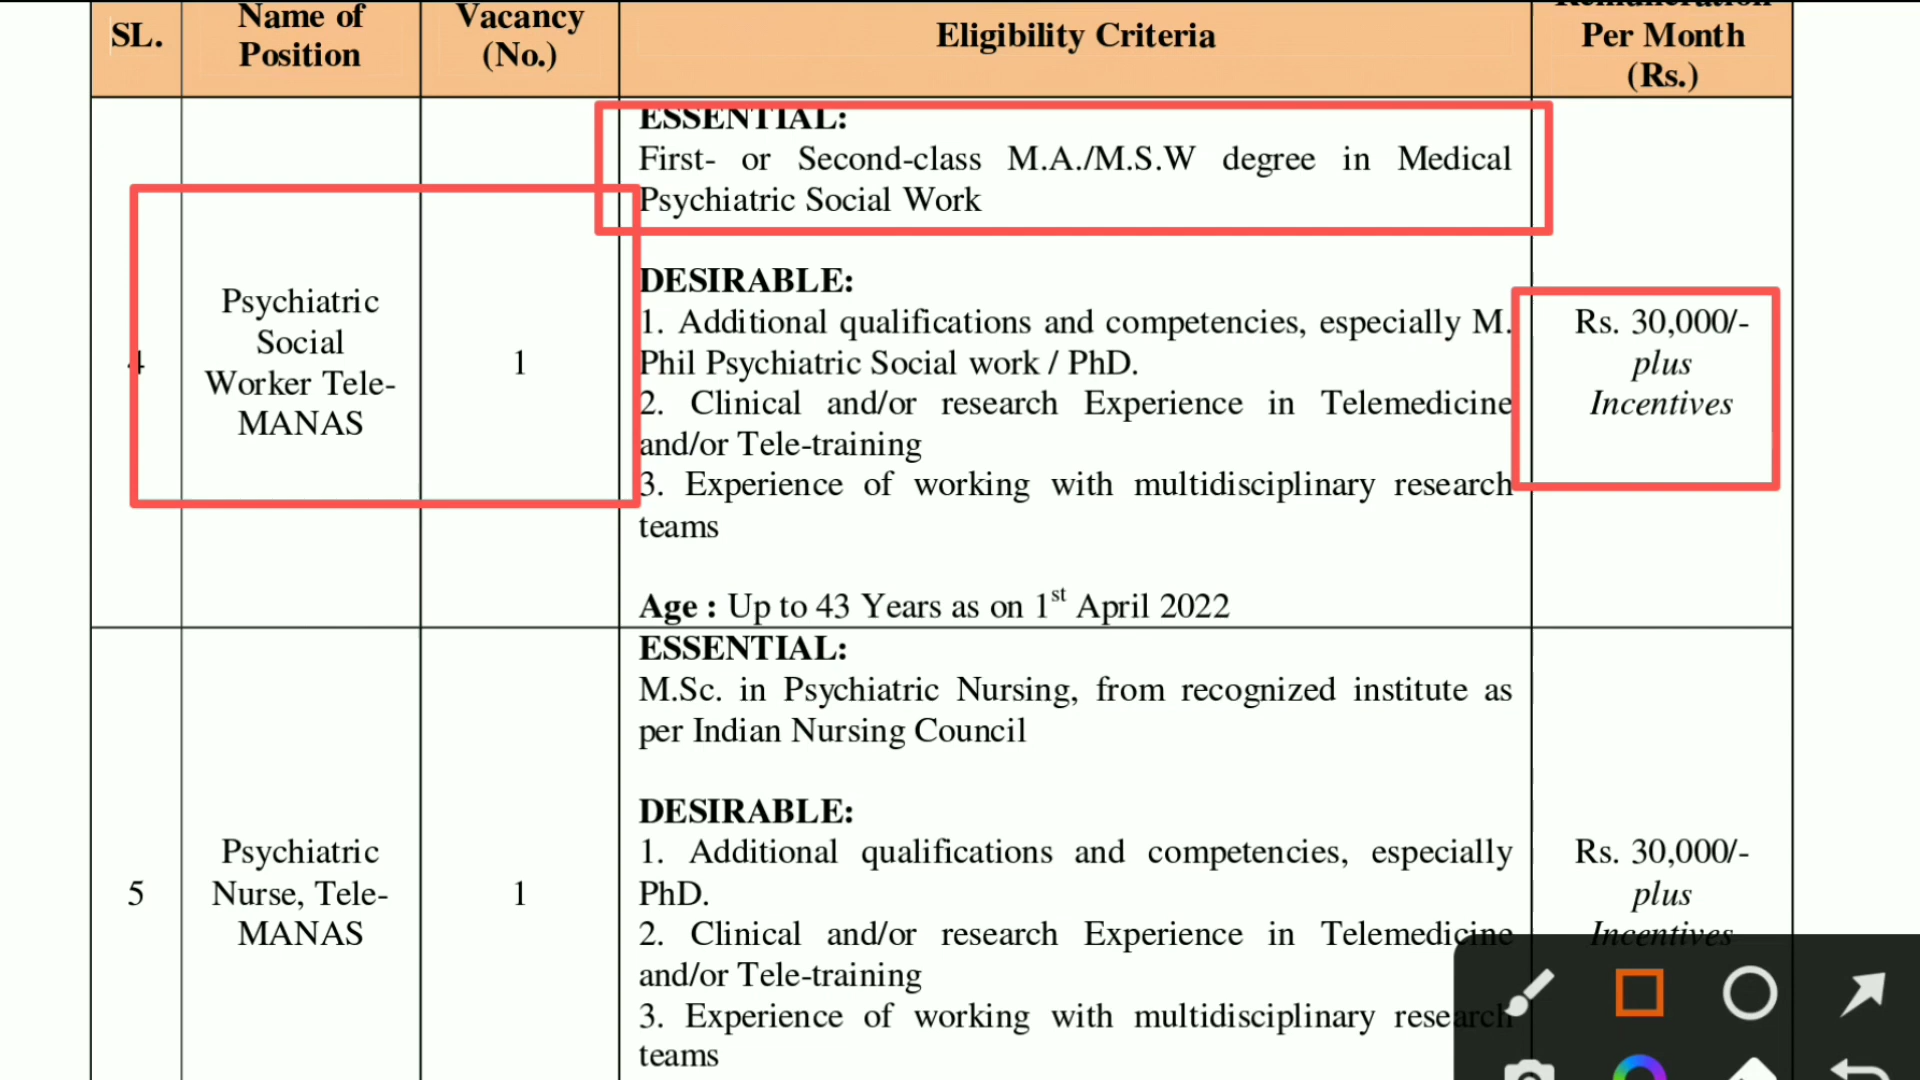 SL.
Name of
Position
Vacancy
(No.)
Eligibility Criteria
Remuneration
Per Month
(Rs.)
4
Psychiatric
Social
Worker Tele-
MANAS
1
ESSENTIAL:
First- or Second-class M.A./M.S.W degree in Medical
Psychiatric Social Work
DESIRABLE:
1. Additional qualifications and competencies, especially M.
Phil Psychiatric Social work / PhD.
2. Clinical and/or research Experience in Telemedicine
and/or Tele-training
3. Experience of working with multidisciplinary research
teams
Age : Up to 43 Years as on 1st April 2022
Rs. 30,000/-
plus
Incentives
5
Psychiatric
Nurse, Tele-
MANAS
1
ESSENTIAL:
M.Sc. in Psychiatric Nursing, from recognized institute as
per Indian Nursing Council
DESIRABLE:
1. Additional qualifications and competencies, especially
PhD.
2. Clinical and/or research Experience in Telemedicine
and/or Tele-training
3. Experience of working with multidisciplinary research
teams
Rs. 30,000/-
plus
Incentives